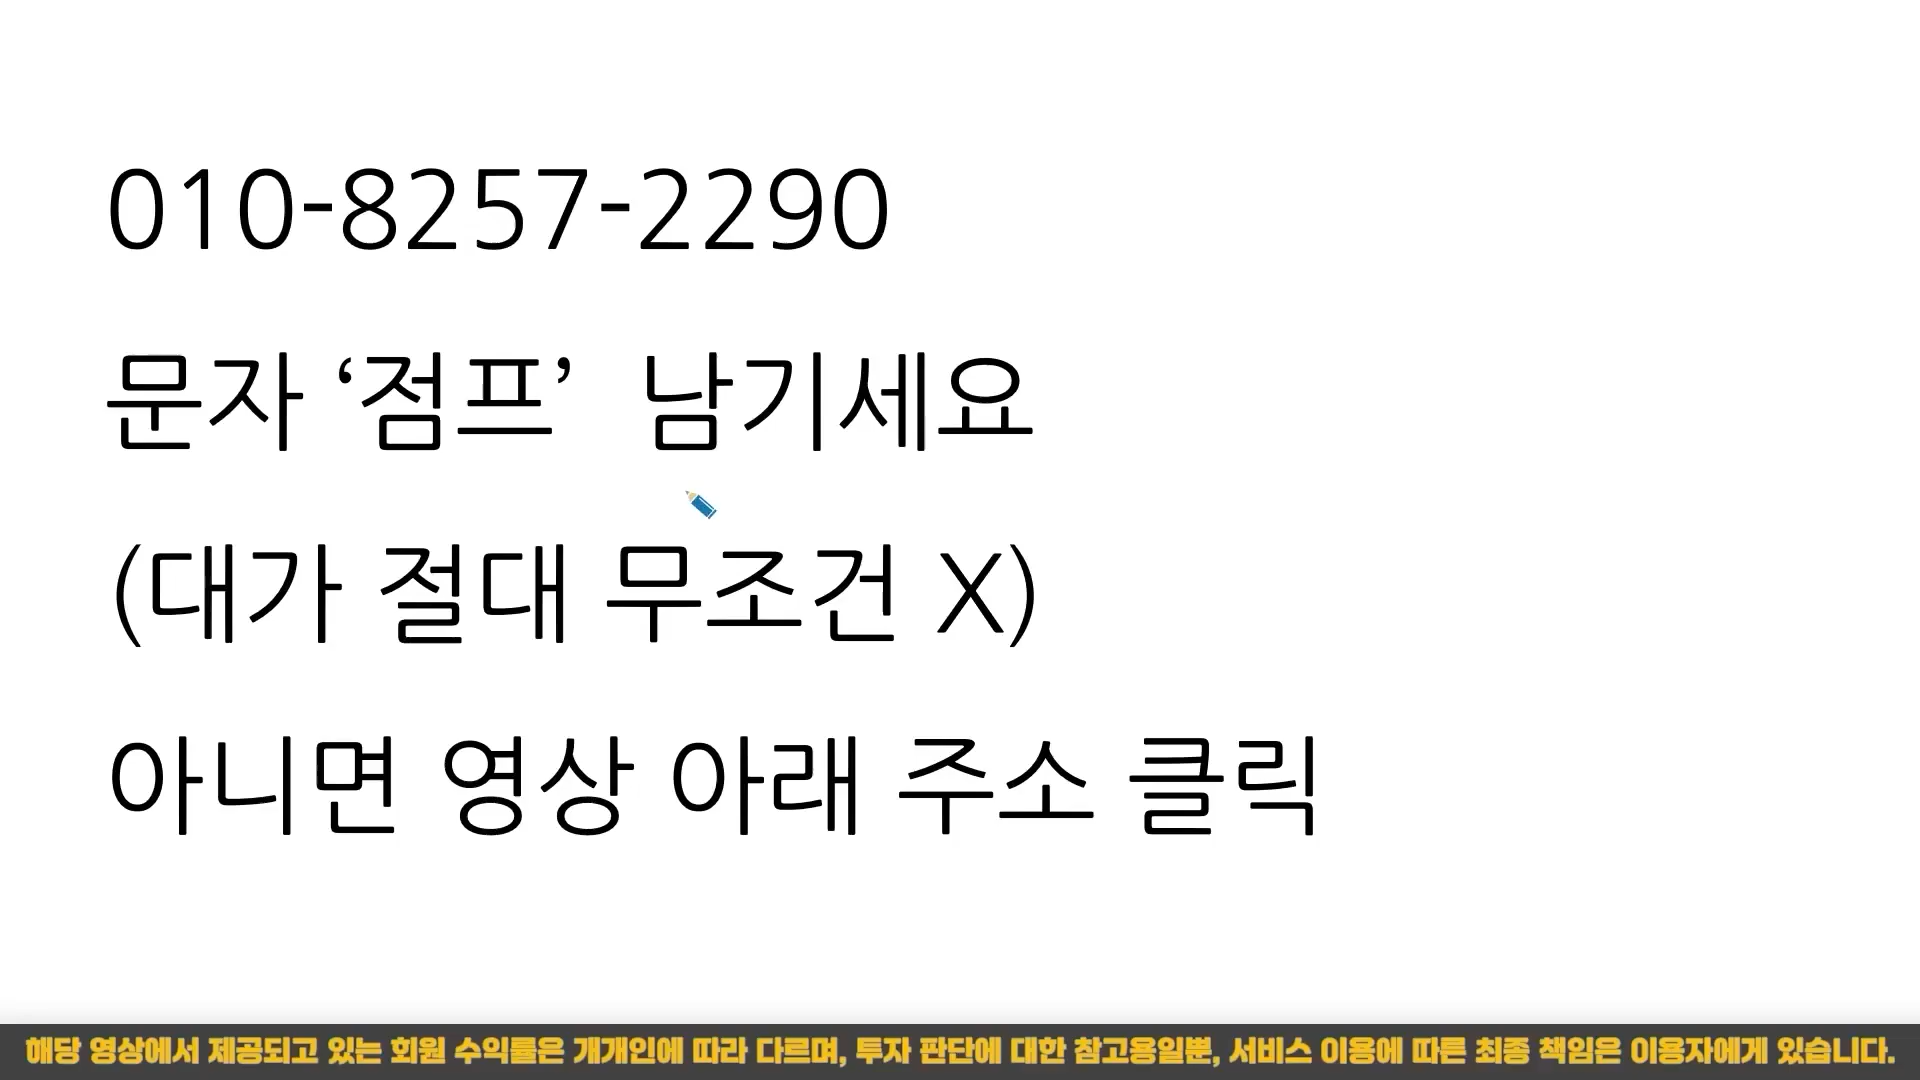 010-8257-2290
문자 ‘점프’ 남기세요
(대가 절대 무조건 X)
아니면 영상 아래 주소 클릭
해당 영상에서 제공되고 있는 회원 수익률은 개개인에 따라 다르며, 투자 판단에 대한 참고용일뿐, 서비스 이용에 따른 최종 책임은 이용자에게 있습니다.